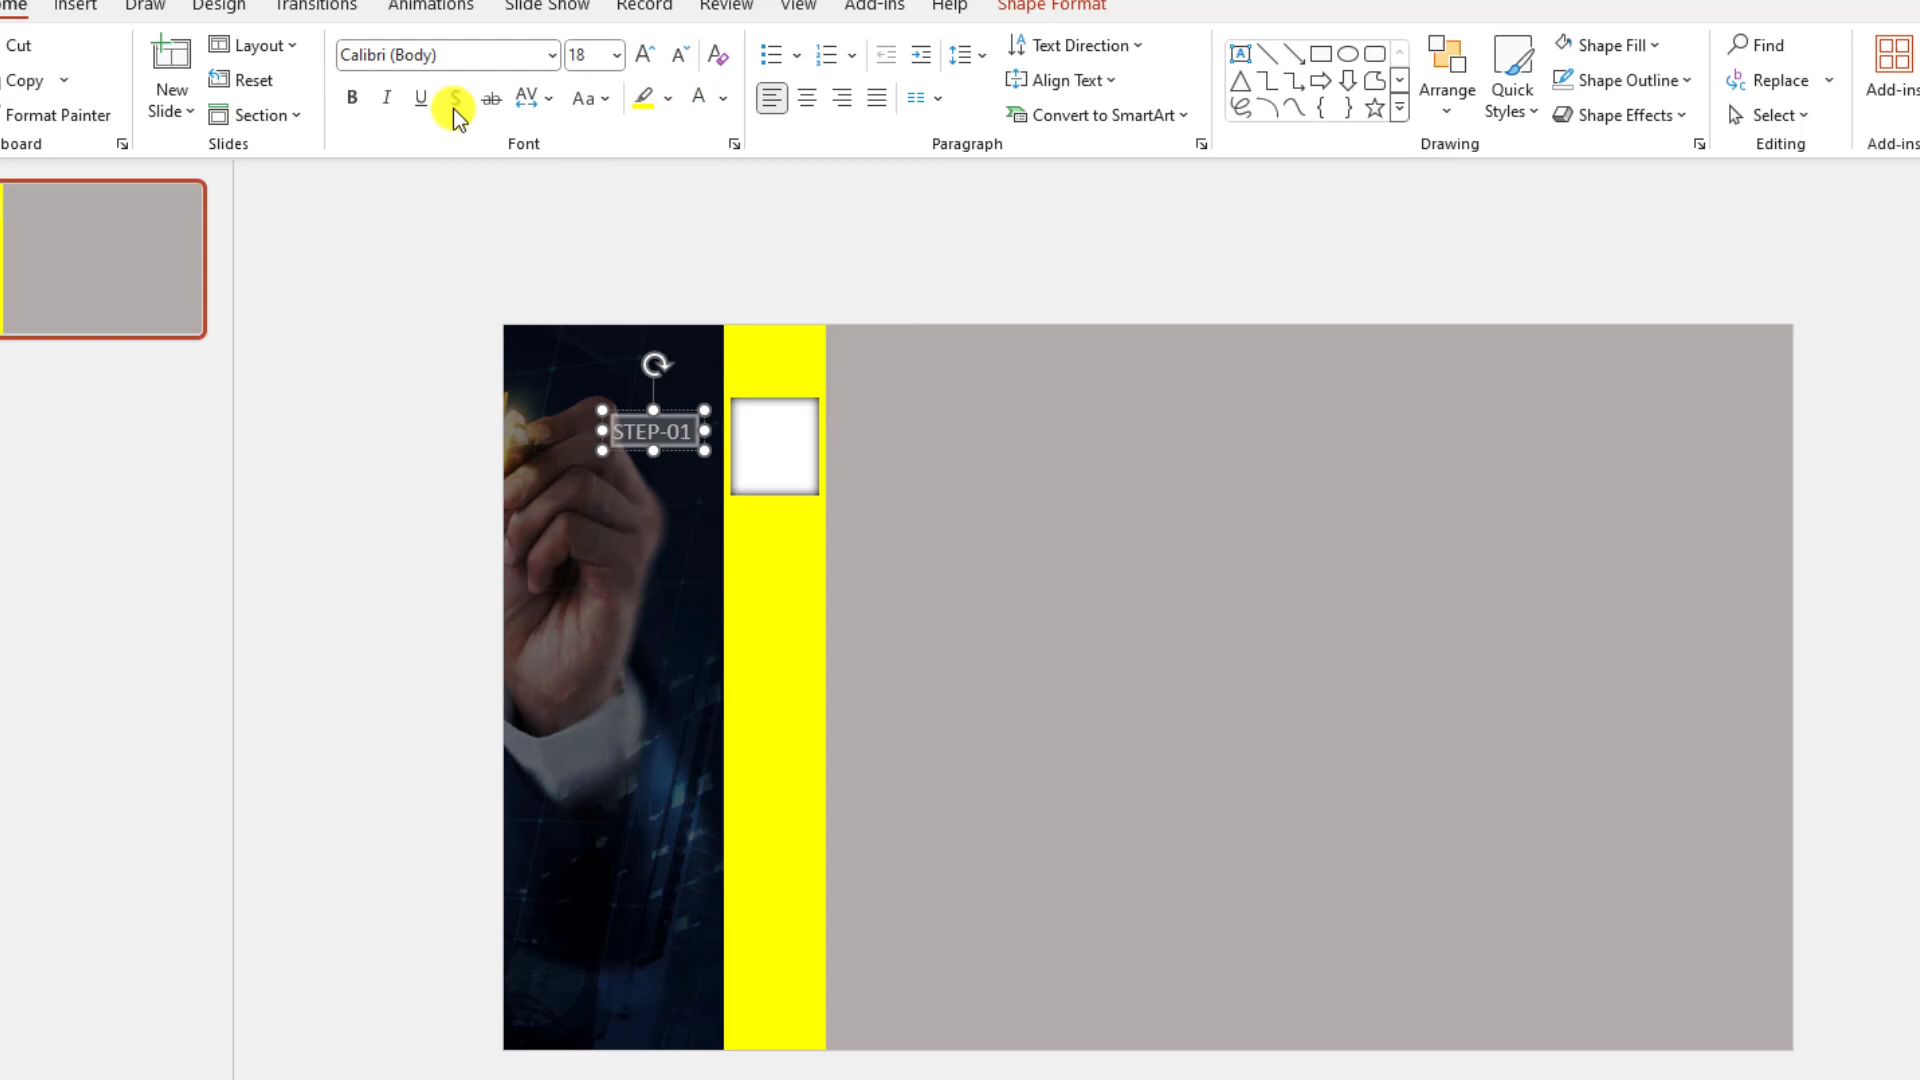 Insert Draw Design Transitions Animations Slide Show Record Review View Add-ins Help Shape Format
Cut
Copy
Format Painter
New
Slide
Layout
Reset
Section
Slides
Calibri (Body)
18
B I U S ab AV Aa A
Font
Text Direction
Align Text
Convert to SmartArt
Paragraph
Arrange
Quick
Styles
Shape Fill
Shape Outline
Shape Effects
Drawing
Find
Replace
Select
Editing
Add-ins
Add-ins
STEP-01